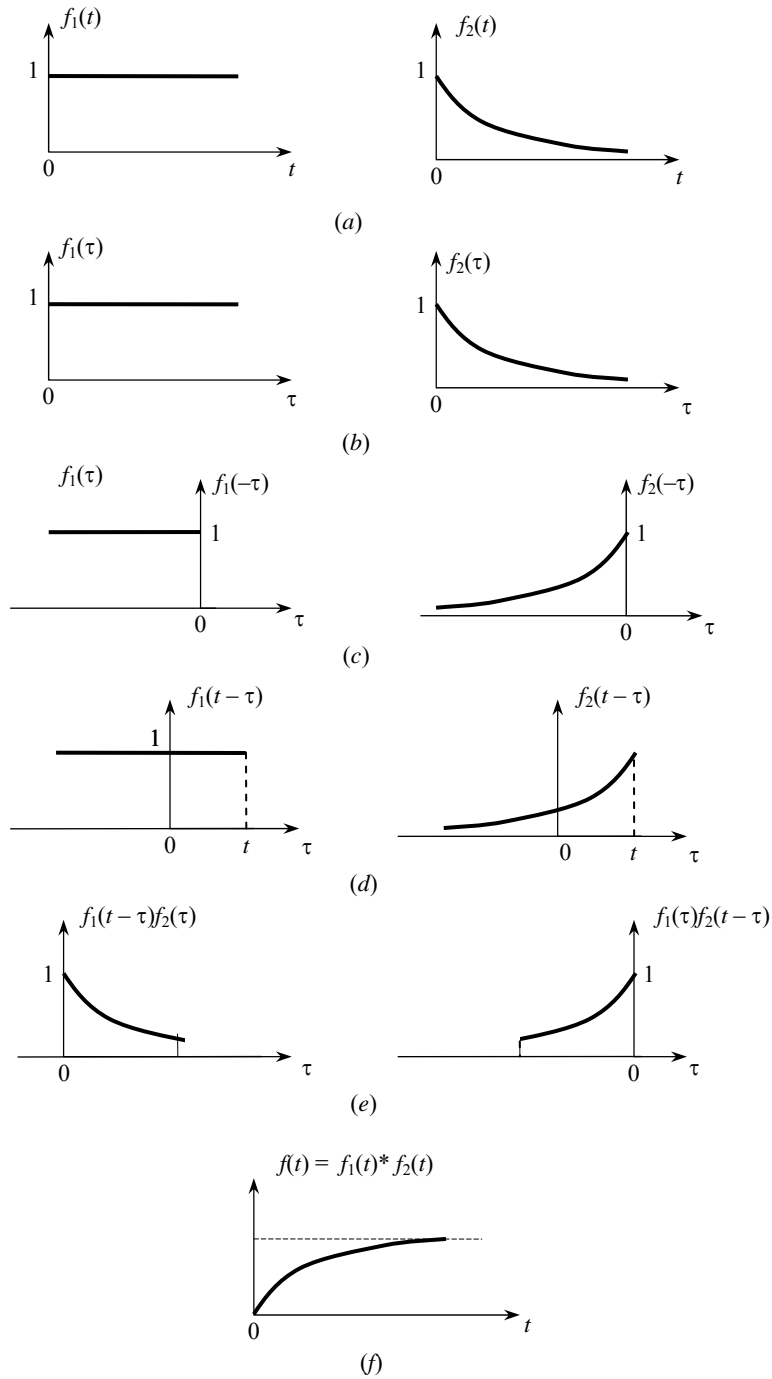 f₁(t) f₂(t)
1 1
0 t 0 t
(a)
f₁(τ) f₂(τ)
1 1
0 τ 0 τ
(b)
f₁(τ) f₁(−τ) f₂(−τ)
1 1
0 τ 0 τ
(c)
f₁(t − τ) f₂(t − τ)
1
0 t τ 0 t τ
(d)
f₁(t − τ)f₂(τ) f₁(τ)f₂(t − τ)
1 1
0 τ 0 τ
(e)
f(t) = f₁(t)* f₂(t)
0 t
(f)